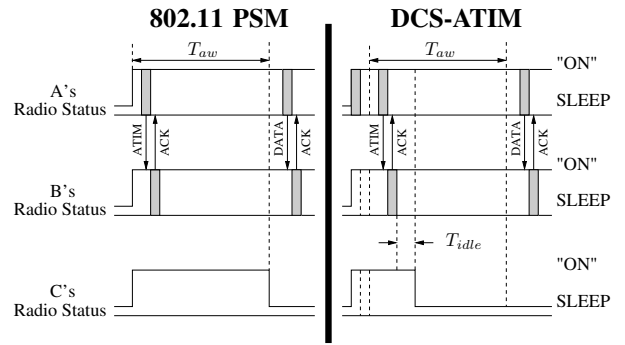 802.11 PSM
DCS-ATIM
T_aw
T_aw
"ON"
A's
Radio Status
SLEEP
ATIM
ACK
DATA
ACK
ATIM
ACK
DATA
ACK
"ON"
B's
Radio Status
SLEEP
T_idle
"ON"
C's
Radio Status
SLEEP